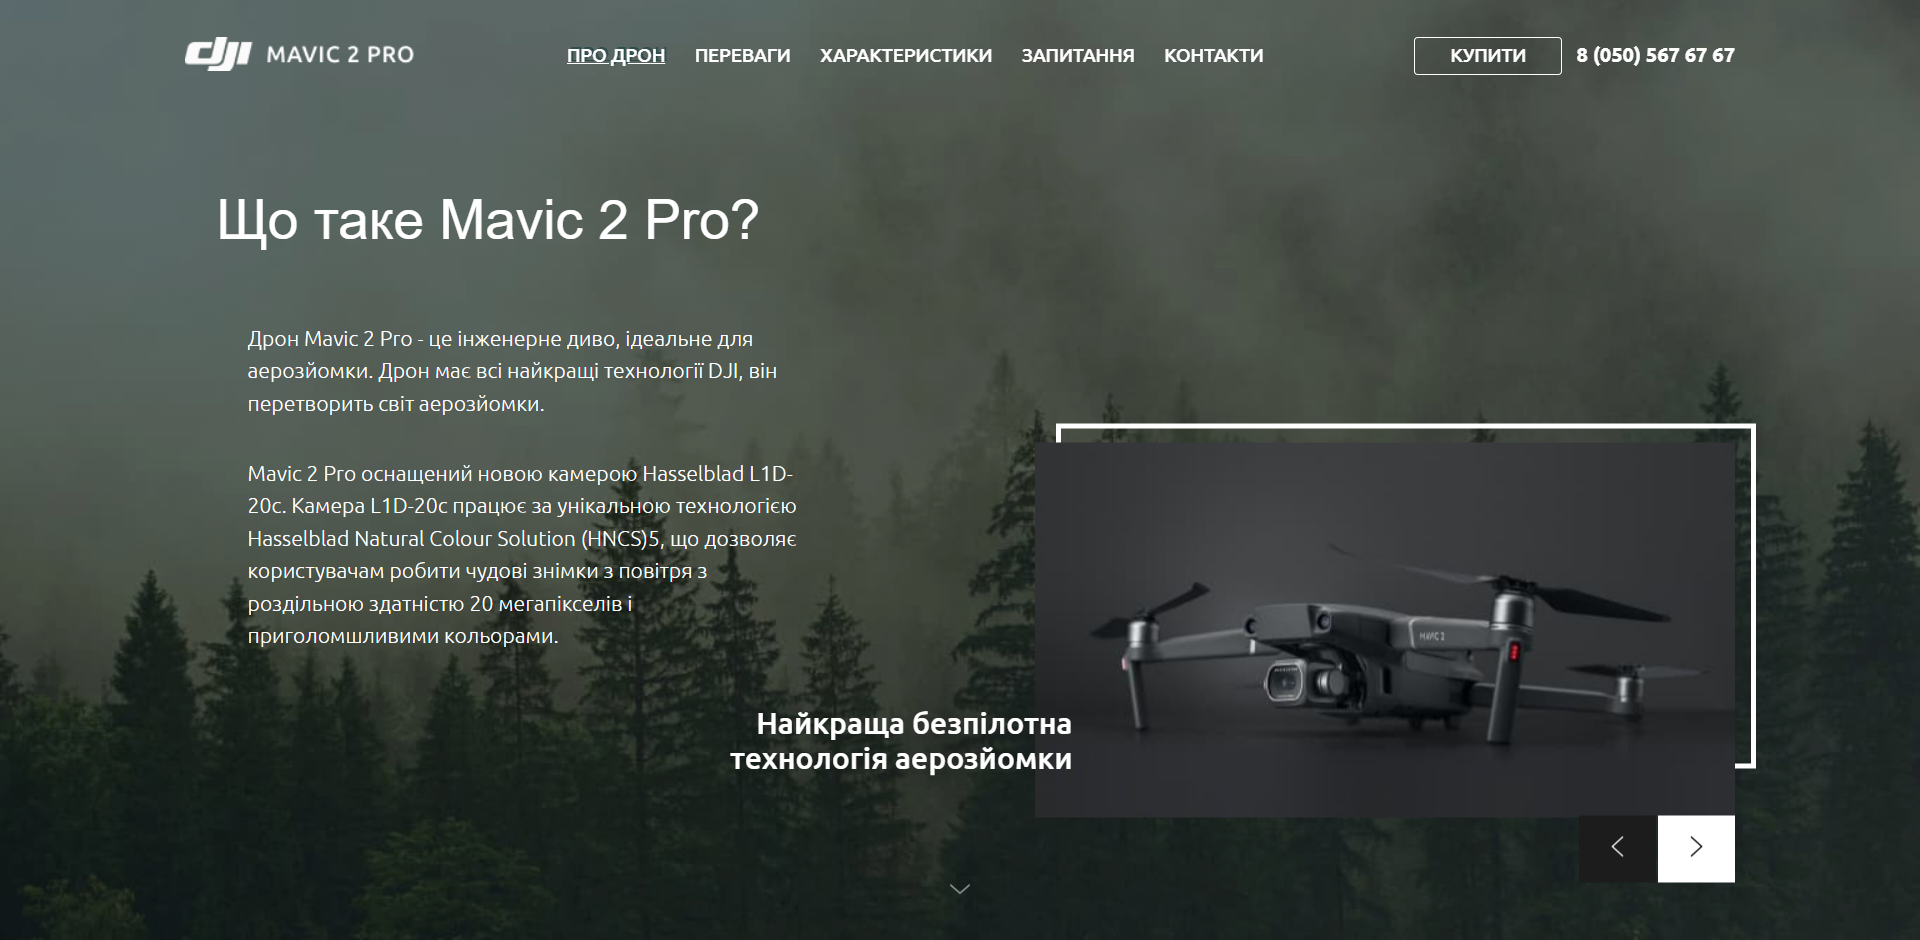 dji MAVIC 2 PRO
ПРО ДРОН ПЕРЕВАГИ ХАРАКТЕРИСТИКИ ЗАПИТАННЯ КОНТАКТИ
КУПИТИ 8 (050) 567 67 67
Що таке Mavic 2 Pro?
Дрон Mavic 2 Pro - це інженерне диво, ідеальне для
аерозйомки. Дрон має всі найкращі технології DJI, він
перетворить світ аерозйомки.
Mavic 2 Pro оснащений новою камерою Hasselblad L1D-
20c. Камера L1D-20c працює за унікальною технологією
Hasselblad Natural Colour Solution (HNCS)5, що дозволяє
користувачам робити чудові знімки з повітря з
роздільною здатністю 20 мегапікселів і
приголомшливими кольорами.
MAVIC 2
Найкраща безпілотна
технологія аерозйомки